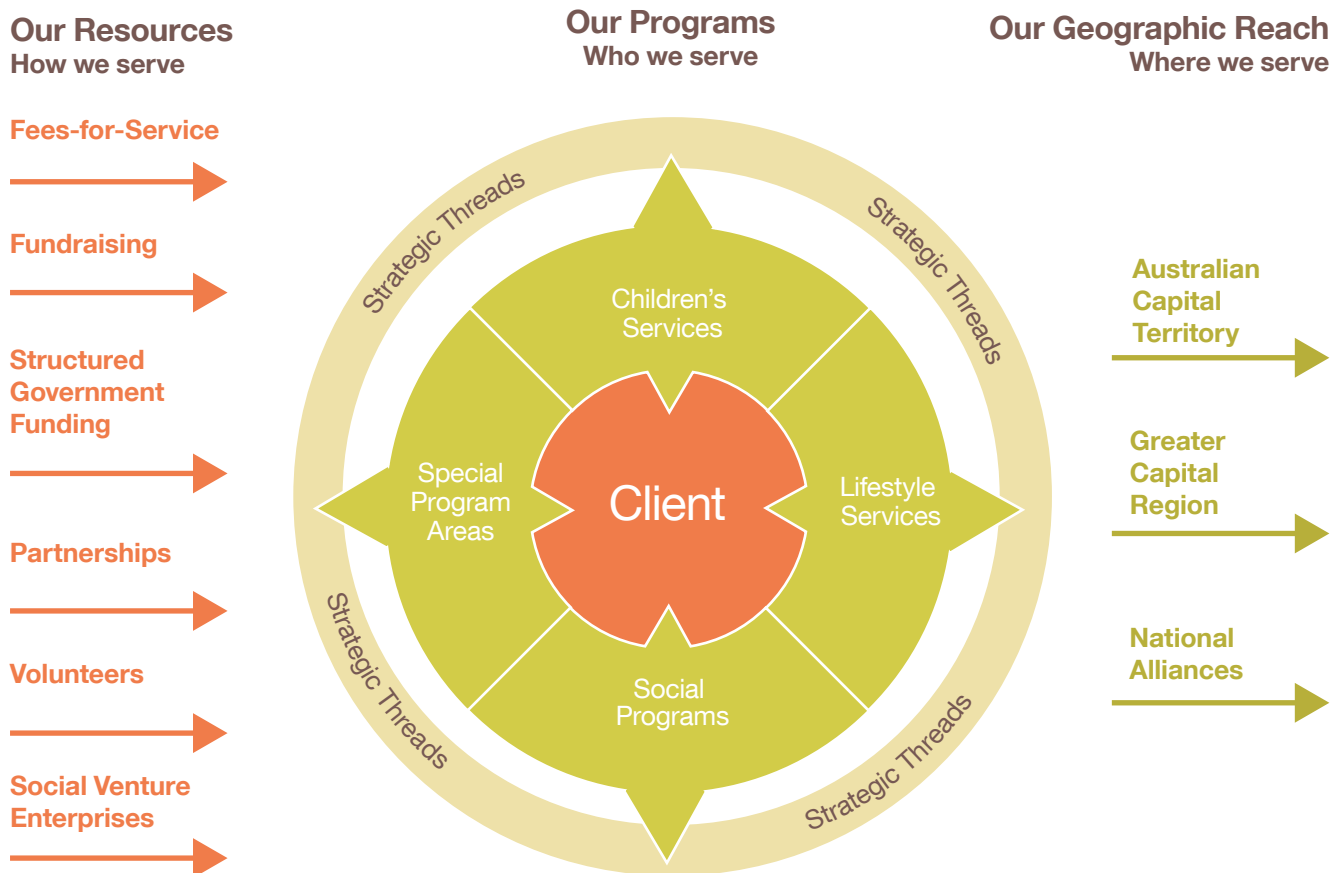 Our Resources
How we serve
Fees-for-Service
Fundraising
Structured
Government
Funding
Partnerships
Volunteers
Social Venture
Enterprises
Our Programs
Who we serve
Strategic Threads
Strategic Threads
Children's
Services
Special
Program
Areas
Client
Lifestyle
Services
Social
Programs
Strategic Threads
Strategic Threads
Our Geographic Reach
Where we serve
Australian
Capital
Territory
Greater
Capital
Region
National
Alliances